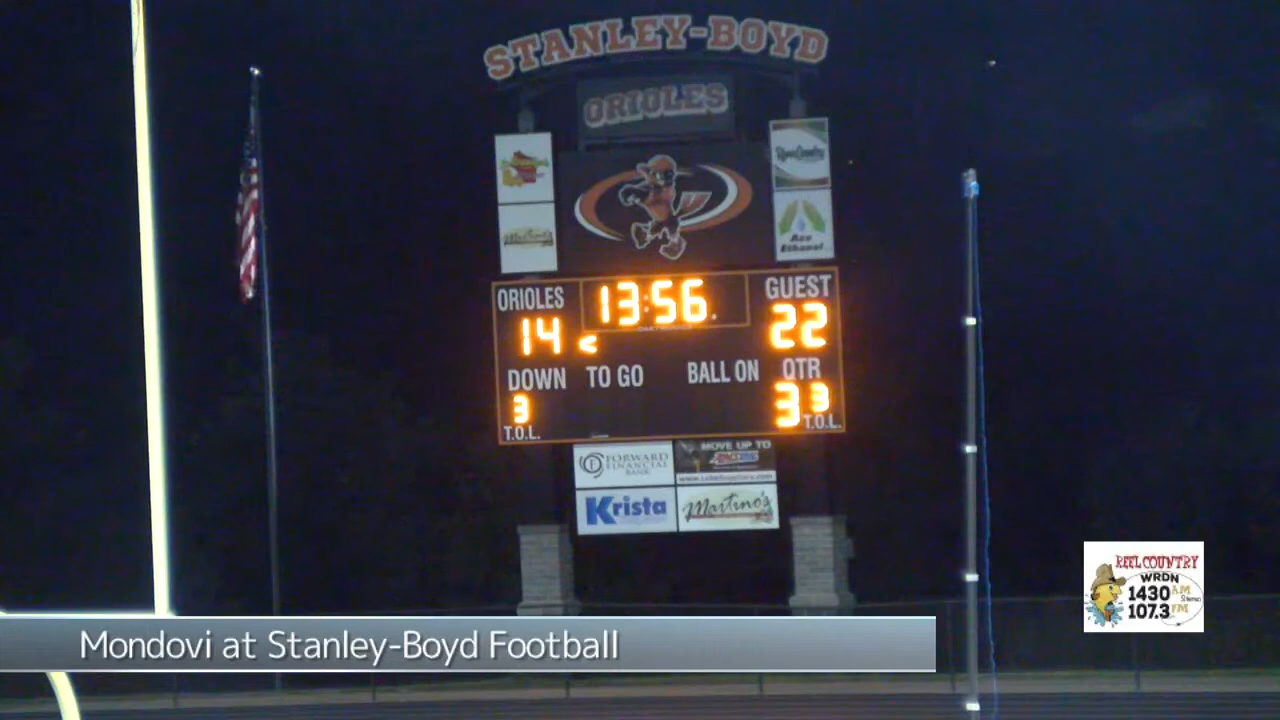 STANLEY-BOYD
ORIOLES
Ace
Ethanol
ORIOLES
13:56.
GUEST
14 <
22
DOWN TO GO BALL ON QTR
3
3 3
T.O.L.
T.O.L.
FORWARD
FINANCIAL
BANK
MOVE UP TO
AMSOIL
Krista
Martino's
REEL COUNTRY
WRDN
1430 AM
Stereo
107.3 FM
Mondovi at Stanley-Boyd Football